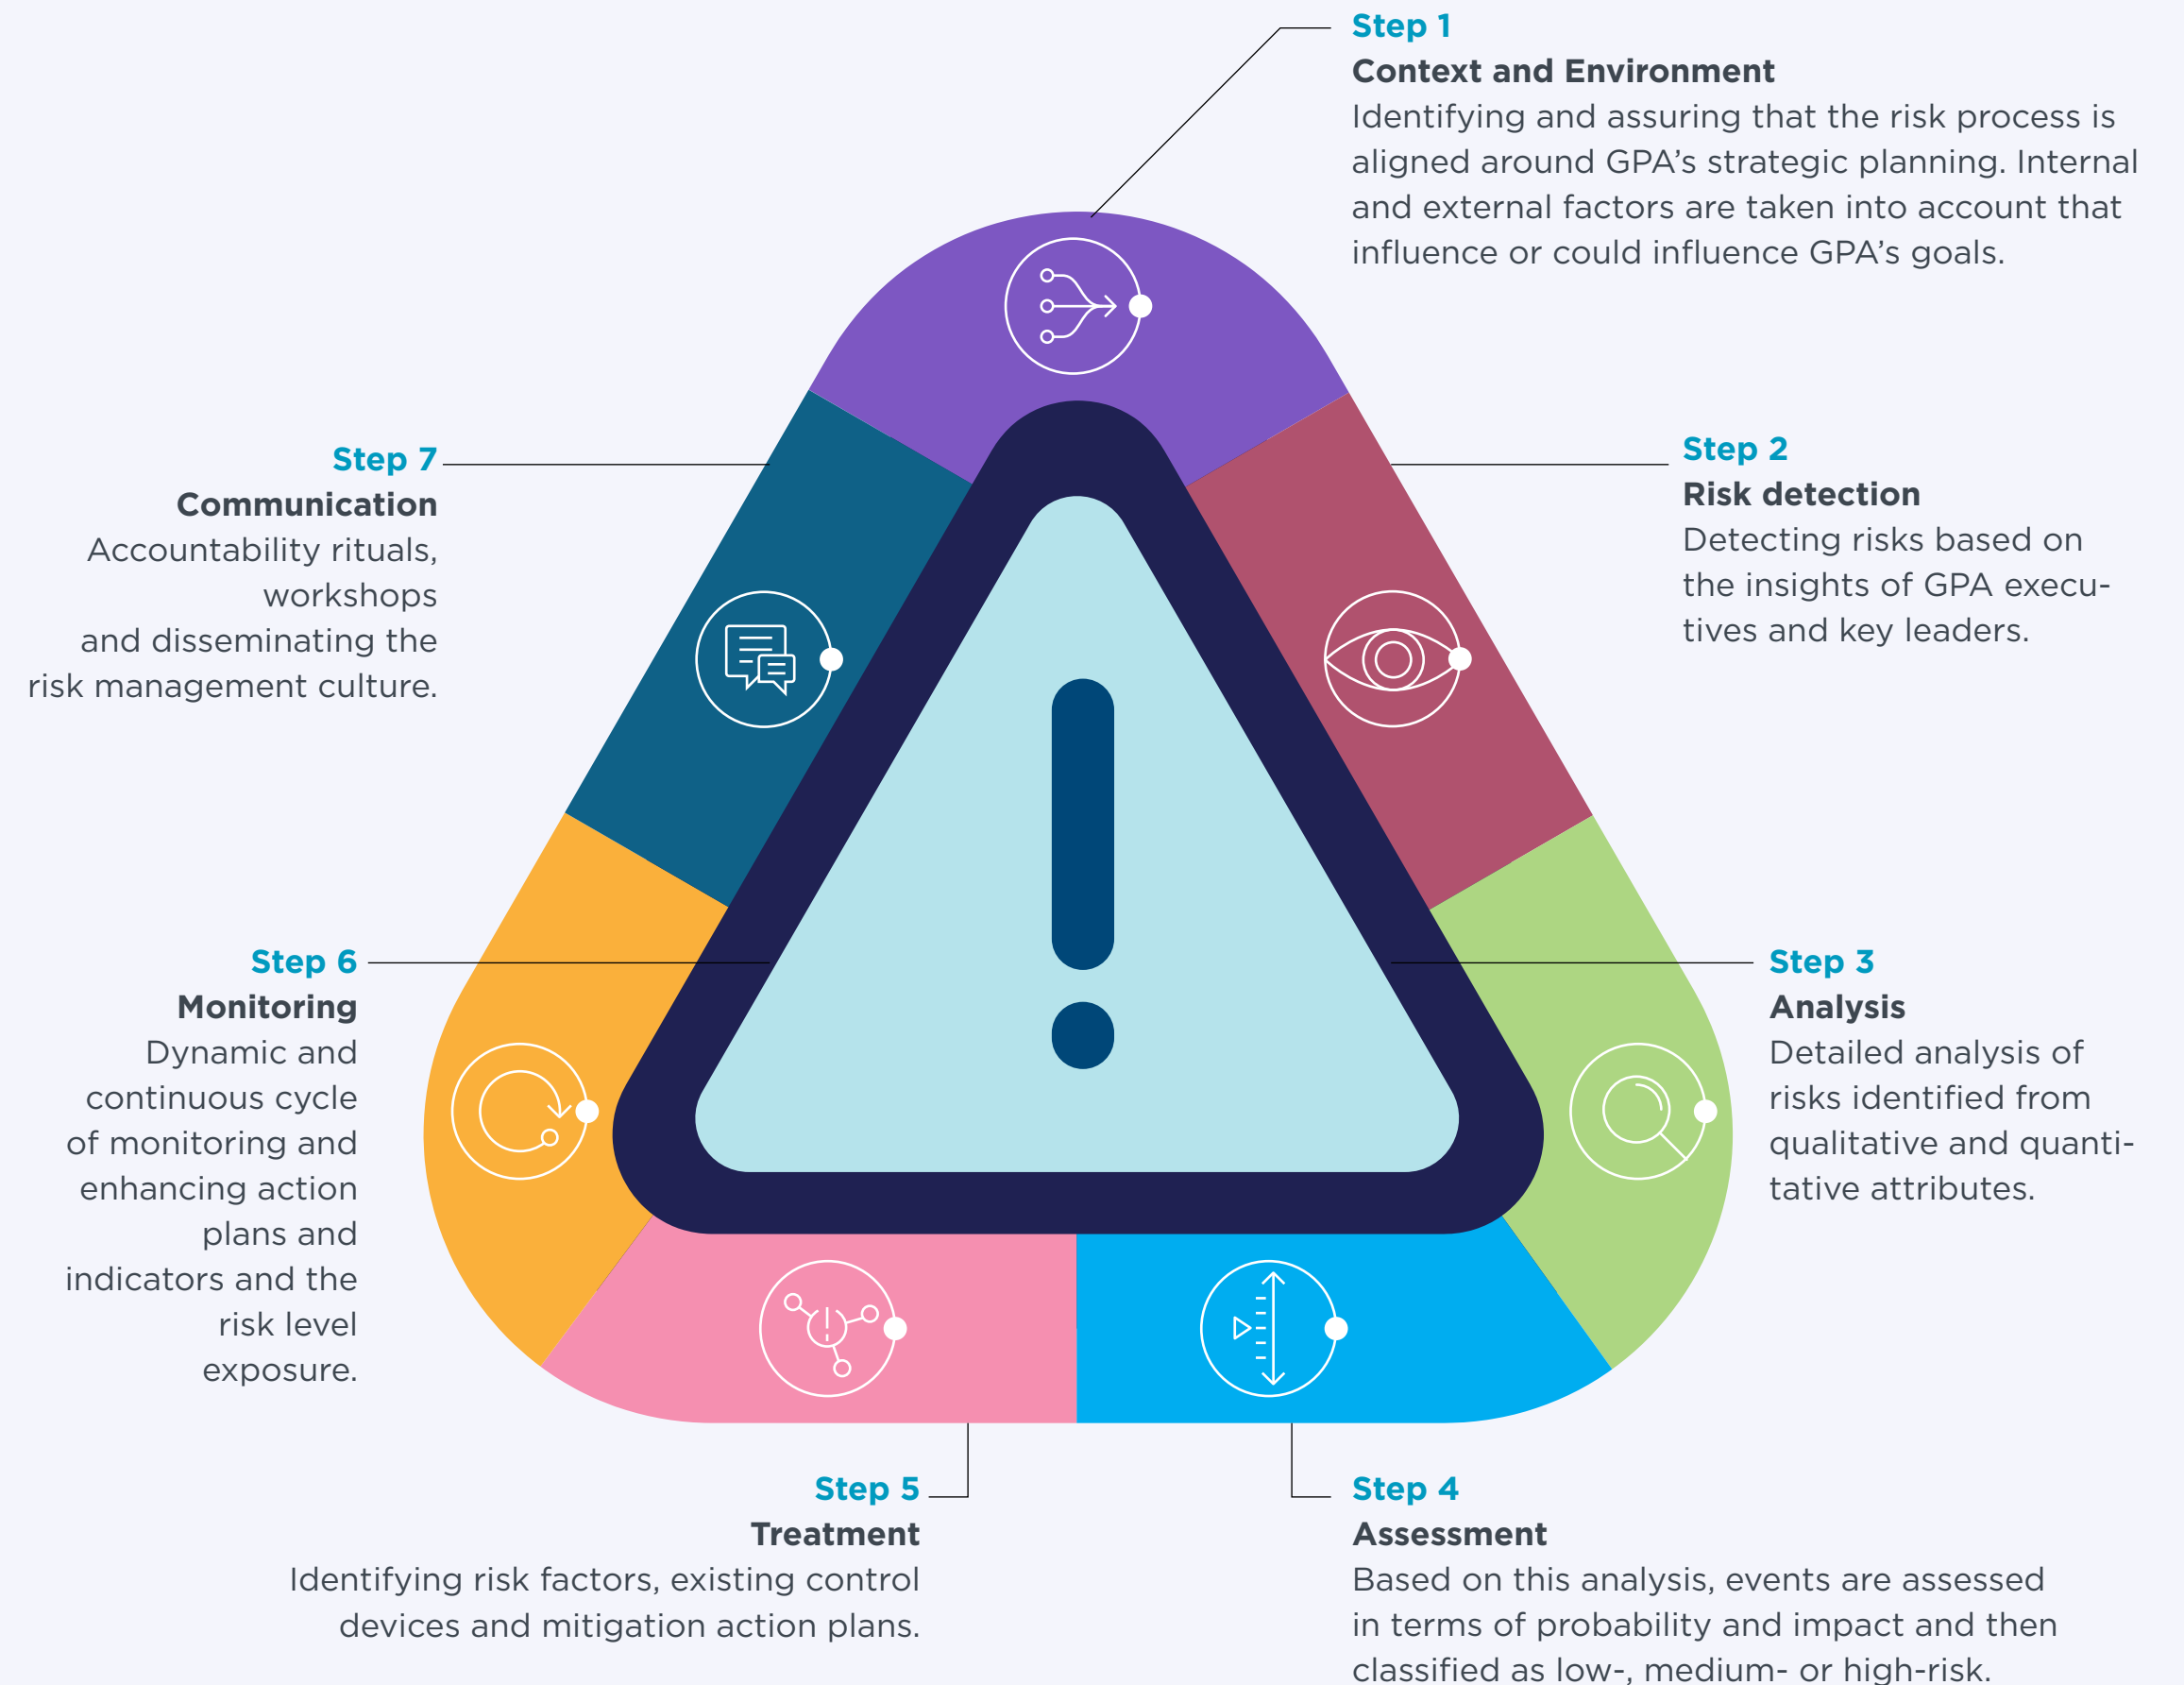 Step 1
Context and Environment
Identifying and assuring that the risk process is
aligned around GPA’s strategic planning. Internal
and external factors are taken into account that
influence or could influence GPA’s goals.
Step 2
Risk detection
Detecting risks based on
the insights of GPA execu-
tives and key leaders.
Step 3
Analysis
Detailed analysis of
risks identified from
qualitative and quanti-
tative attributes.
Step 4
Assessment
Based on this analysis, events are assessed
in terms of probability and impact and then
classified as low-, medium- or high-risk.
Step 5
Treatment
Identifying risk factors, existing control
devices and mitigation action plans.
Step 6
Monitoring
Dynamic and
continuous cycle
of monitoring and
enhancing action
plans and
indicators and the
risk level
exposure.
Step 7
Communication
Accountability rituals,
workshops
and disseminating the
risk management culture.